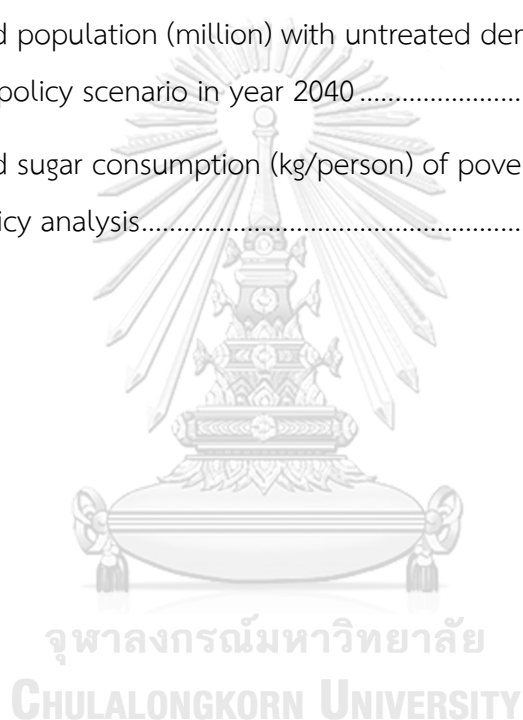 d population (million) with untreated der
policy scenario in year 2040 ......................
d sugar consumption (kg/person) of pove
icy analysis......................................................
จุฬาลงกรณ์มหาวิทยาลัย
CHULALONGKORN UNIVERSITY